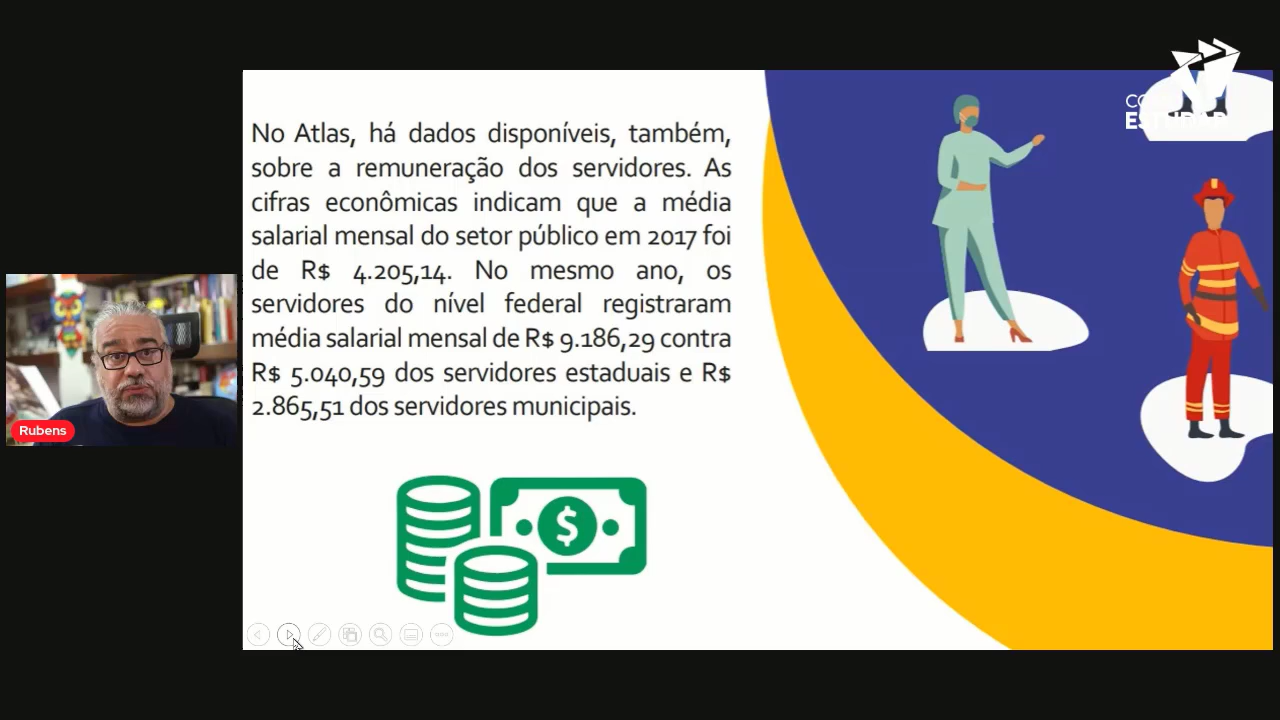 No Atlas, há dados disponíveis, também,
sobre a remuneração dos servidores. As
cifras econômicas indicam que a média
salarial mensal do setor público em 2017 foi
de R$ 4.205,14. No mesmo ano, os
servidores do nível federal registraram
média salarial mensal de R$ 9.186,29 contra
R$ 5.040,59 dos servidores estaduais e R$
2.865,51 dos servidores municipais.
Rubens
ESTUDAR